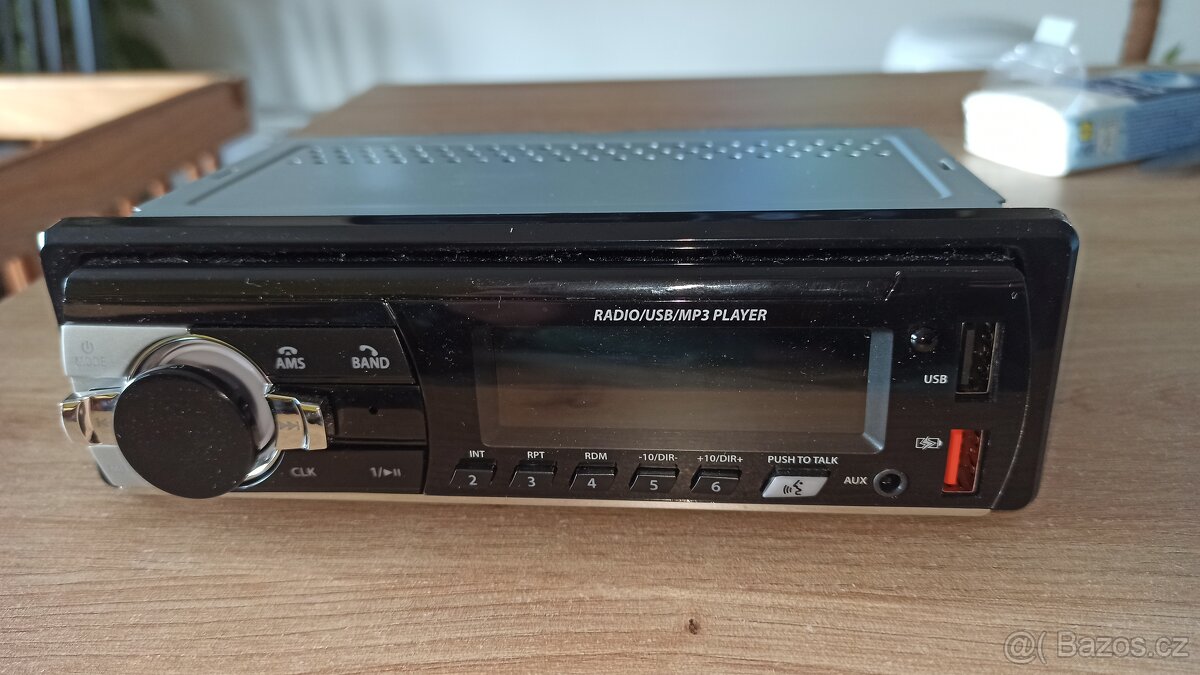 RADIO/USB/MP3 PLAYER
MODE
AMS
BAND
USB
INT
RPT
RDM
-10/DIR-
+10/DIR+
PUSH TO TALK
CLK
1/▶II
2
3
4
5
6
AUX
@( Bazos.cz